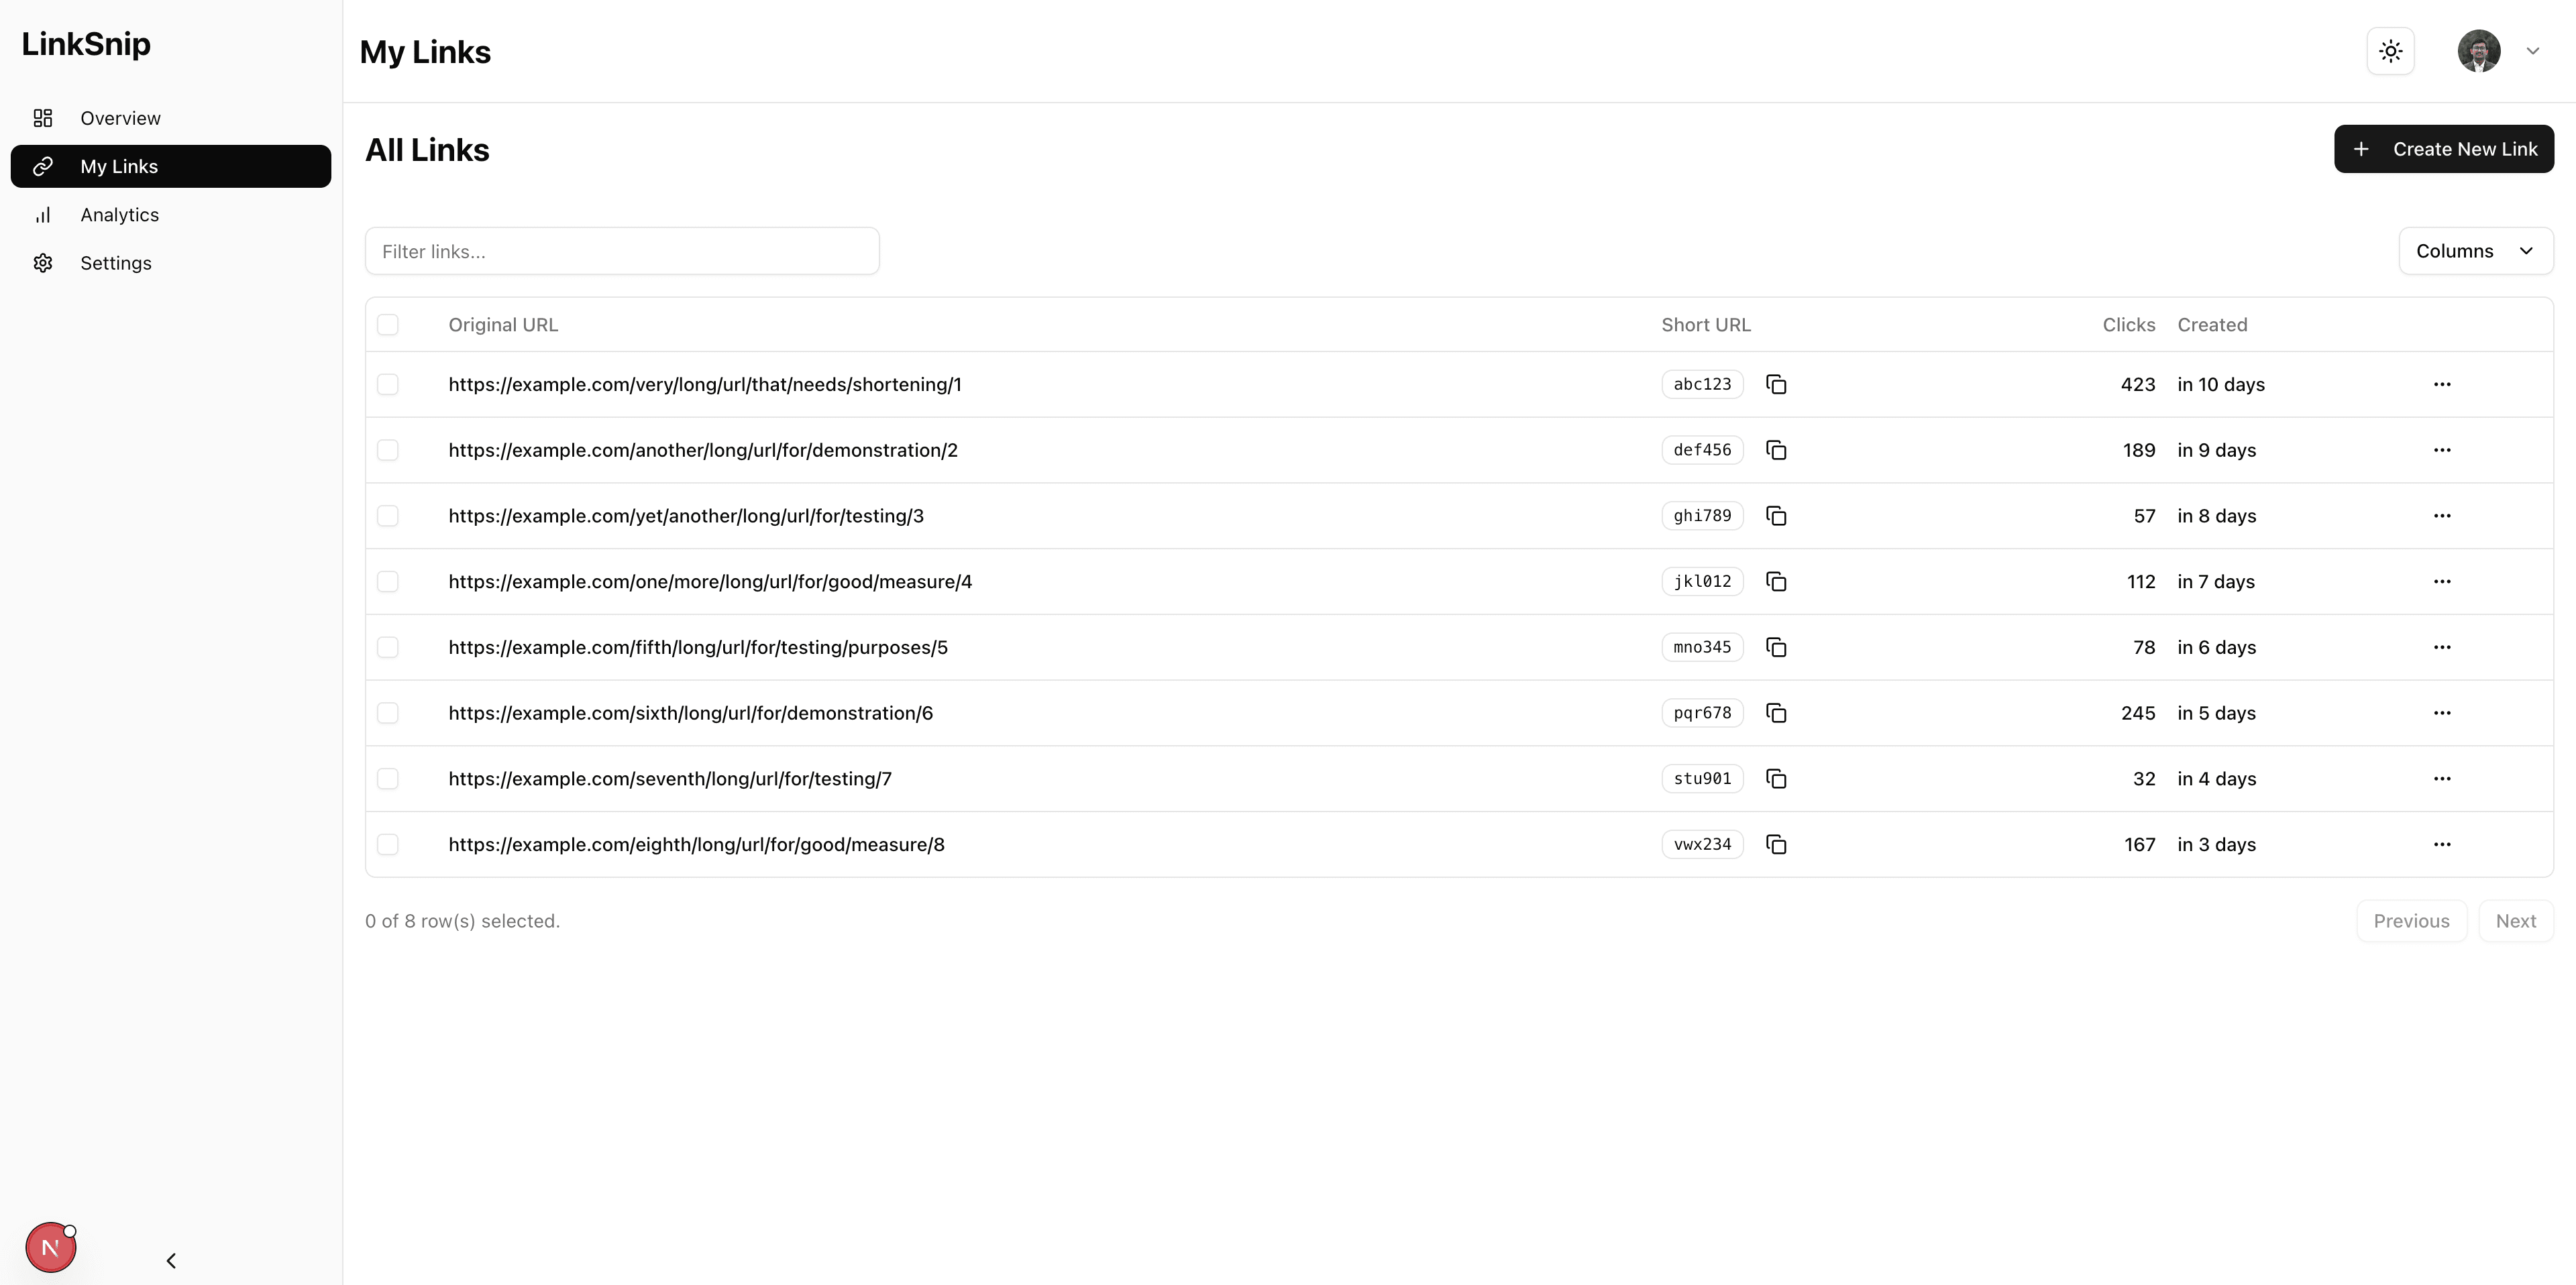 LinkSnip
Overview
My Links
Analytics
Settings
N
My Links
All Links
Create New Link
Filter links...
Columns
Original URL Short URL Clicks Created
https://example.com/very/long/url/that/needs/shortening/1 abc123 423 in 10 days
https://example.com/another/long/url/for/demonstration/2 def456 189 in 9 days
https://example.com/yet/another/long/url/for/testing/3 ghi789 57 in 8 days
https://example.com/one/more/long/url/for/good/measure/4 jkl012 112 in 7 days
https://example.com/fifth/long/url/for/testing/purposes/5 mno345 78 in 6 days
https://example.com/sixth/long/url/for/demonstration/6 pqr678 245 in 5 days
https://example.com/seventh/long/url/for/testing/7 stu901 32 in 4 days
https://example.com/eighth/long/url/for/good/measure/8 vwx234 167 in 3 days
0 of 8 row(s) selected.
Previous Next